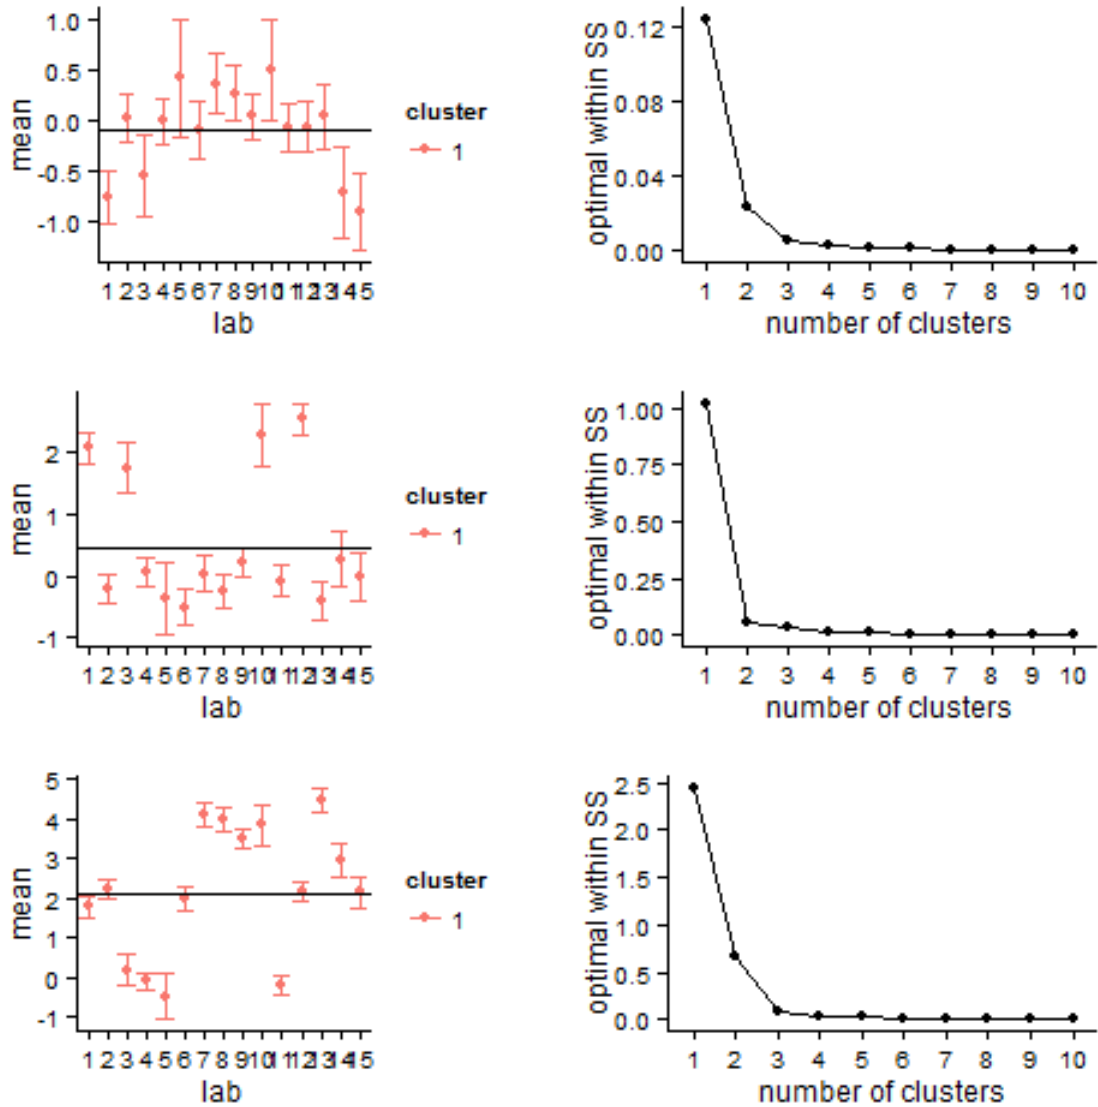 1.0
0.5
0.0
-0.5
-1.0
mean
1 2 3 4 5 6 7 8 9 10 11 12 13 14 15
lab
cluster
1
0.12
0.08
0.04
0.00
optimal within SS
1 2 3 4 5 6 7 8 9 10
number of clusters
2
1
0
-1
mean
1 2 3 4 5 6 7 8 9 10 11 12 13 14 15
lab
cluster
1
1.00
0.75
0.50
0.25
0.00
optimal within SS
1 2 3 4 5 6 7 8 9 10
number of clusters
5
4
3
2
1
0
-1
mean
1 2 3 4 5 6 7 8 9 10 11 12 13 14 15
lab
cluster
1
2.5
2.0
1.5
1.0
0.5
0.0
optimal within SS
1 2 3 4 5 6 7 8 9 10
number of clusters